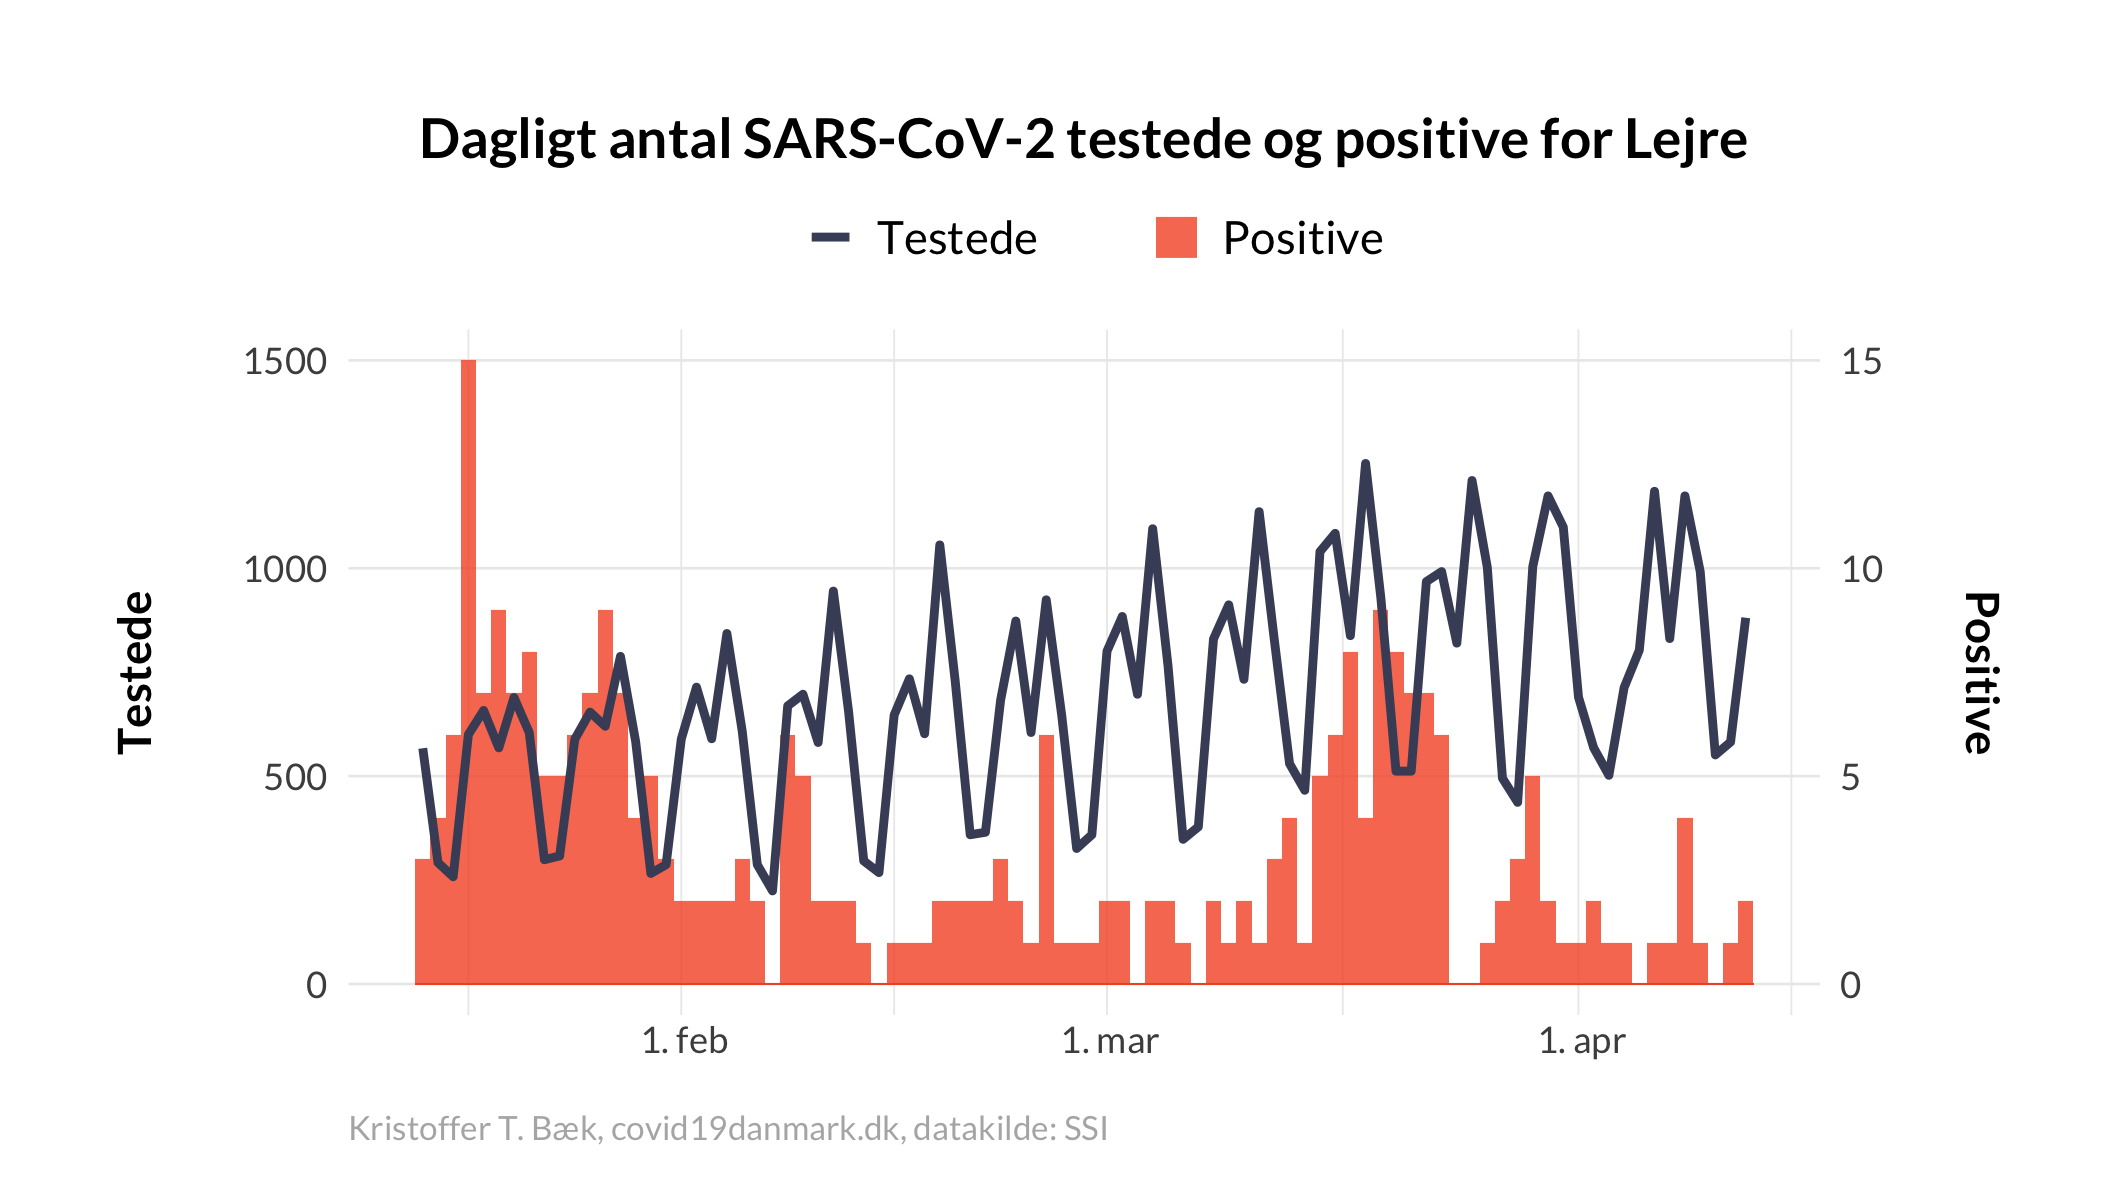 Dagligt antal SARS-CoV-2 testede og positive for Lejre
Testede
Positive
1500
1000
500
0
Testede
15
10
5
0
Positive
1. feb
1. mar
1. apr
Kristoffer T. Bæk, covid19danmark.dk, datakilde: SSI